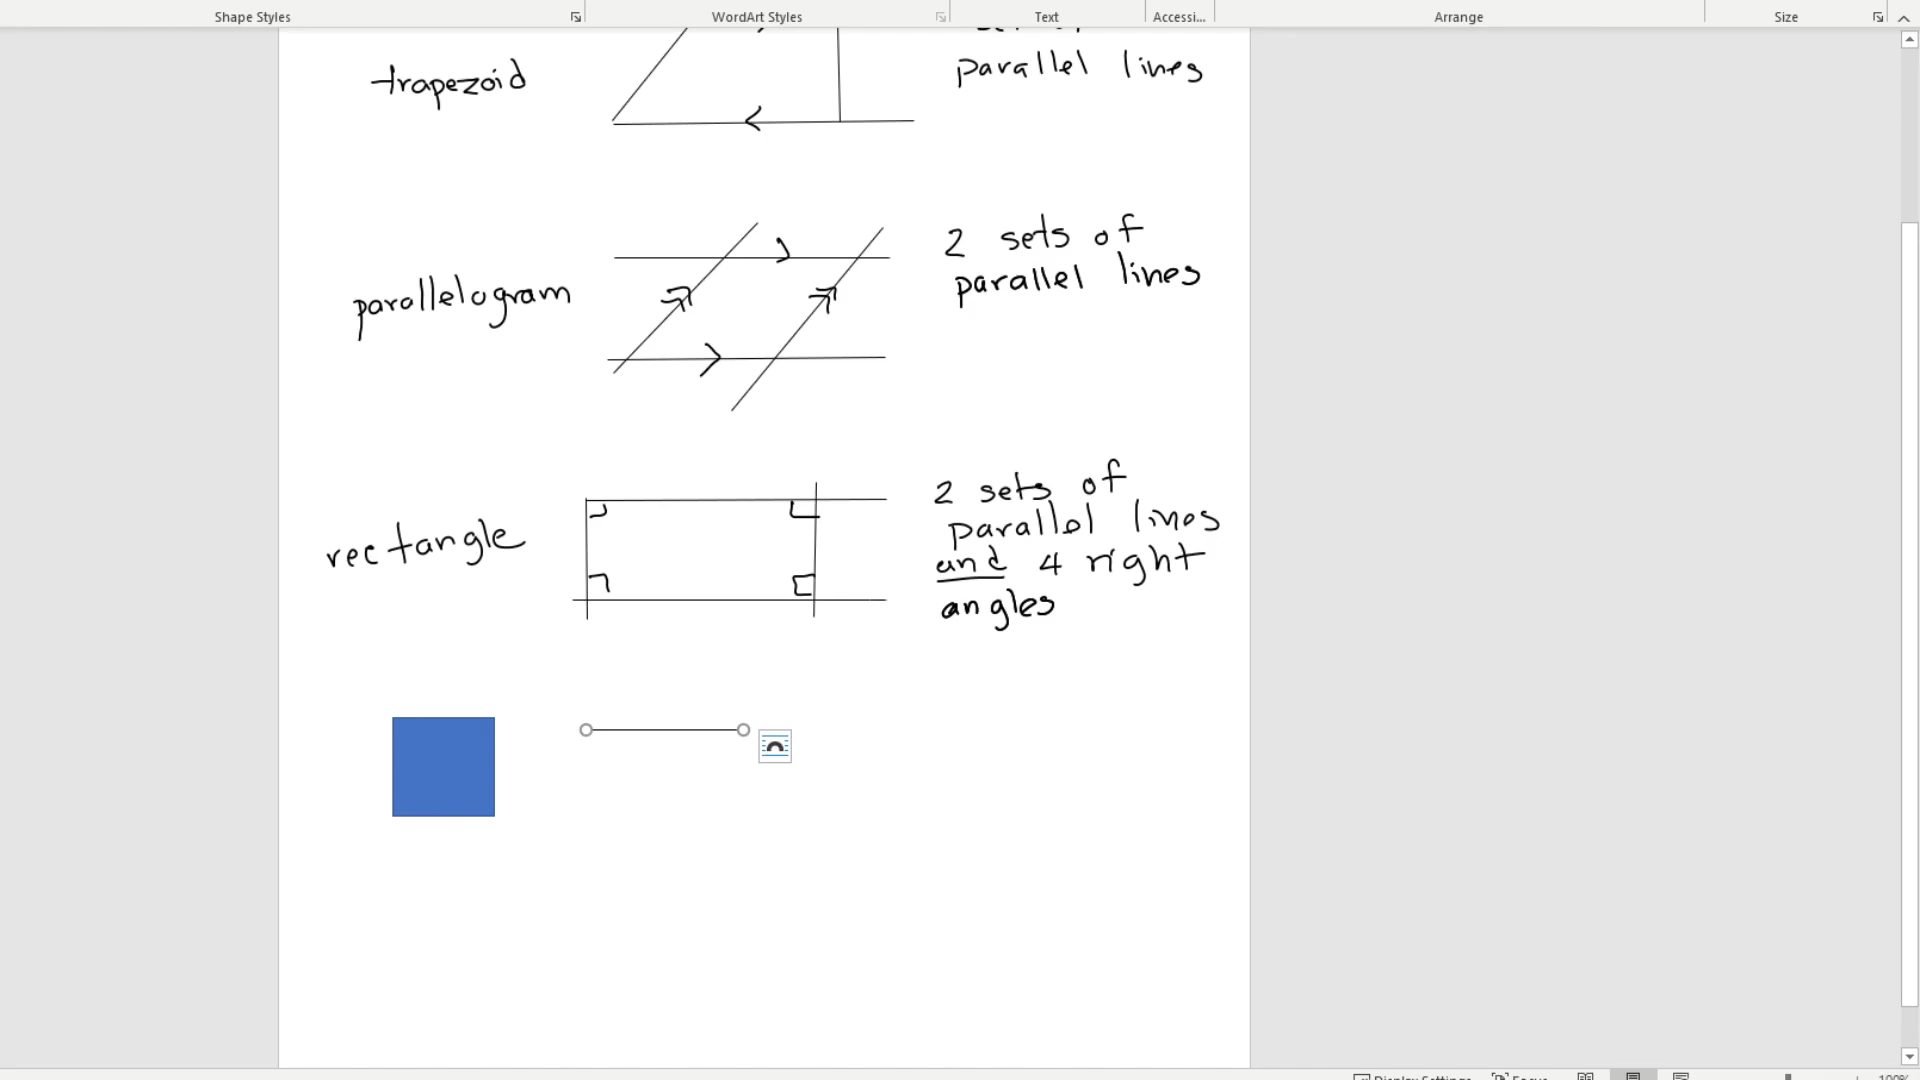 Shape Styles
WordArt Styles
Text
Accessi...
Arrange
Size
trapezoid
parallel lines
parallelogram
2 sets of
parallel lines
rectangle
2 sets of
parallel lines
and 4 right
angles